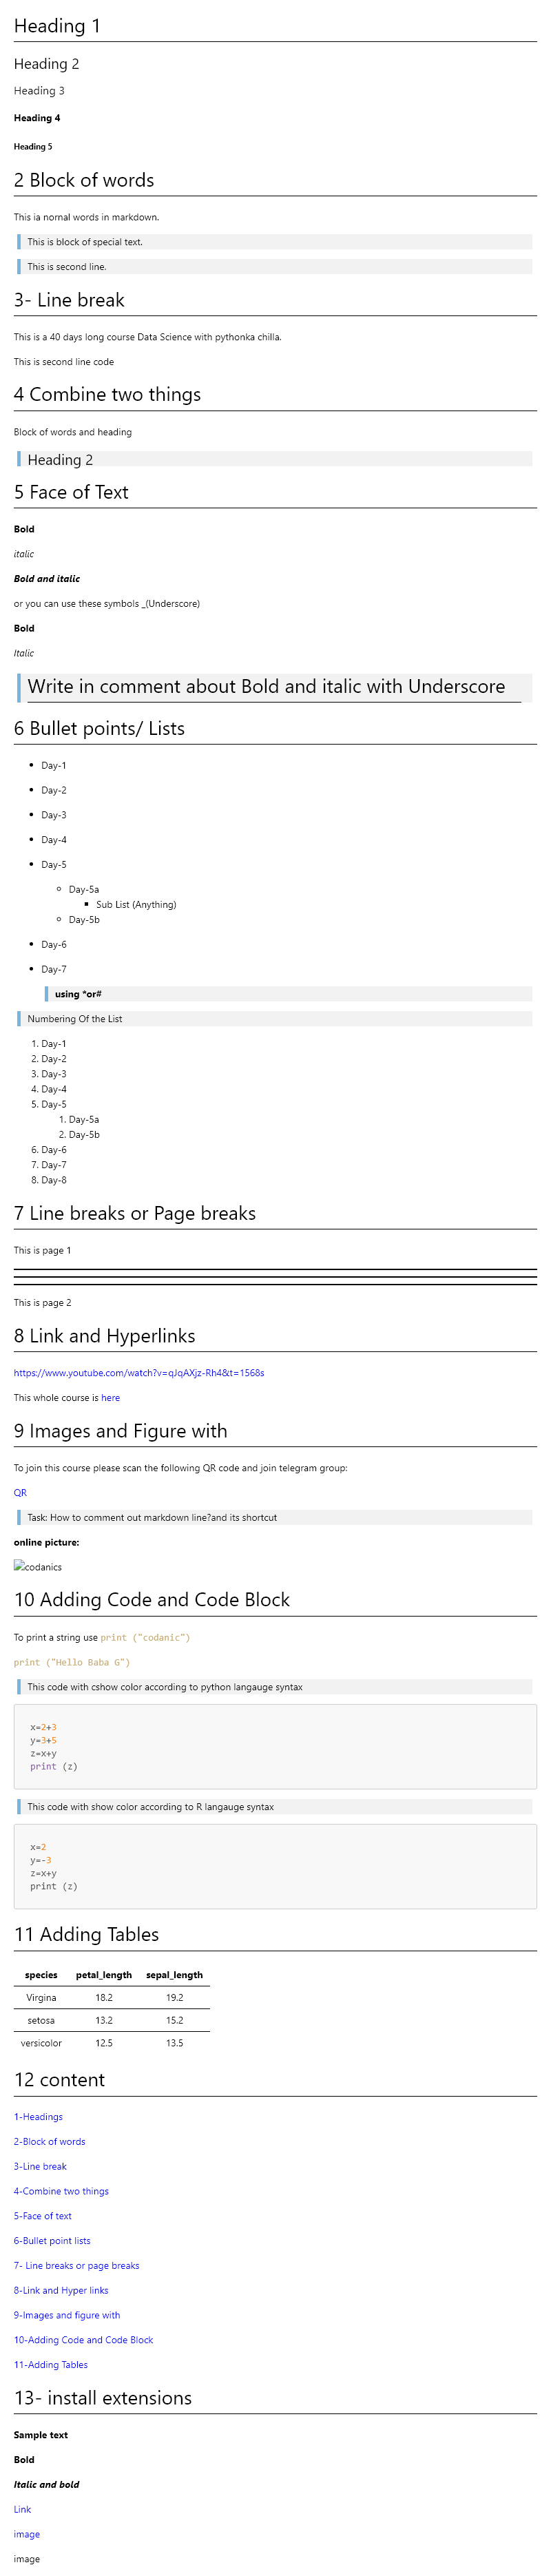 Heading 1
Heading 2
Heading 3
Heading 4
Heading 5
2 Block of words
This ia nornal words in markdown.
This is block of special text.
This is second line.
3- Line break
This is a 40 days long course Data Science with pythonka chilla.
This is second line code
4 Combine two things
Block of words and heading
Heading 2
5 Face of Text
Bold
italic
Bold and italic
or you can use these symbols _(Underscore)
Bold
Italic
Write in comment about Bold and italic with Underscore
6 Bullet points/ Lists
• Day-1
• Day-2
• Day-3
• Day-4
• Day-5
◦ Day-5a
▪ Sub List (Anything)
◦ Day-5b
• Day-6
• Day-7
using *or#
Numbering Of the List
1. Day-1
2. Day-2
3. Day-3
4. Day-4
5. Day-5
1. Day-5a
2. Day-5b
6. Day-6
7. Day-7
8. Day-8
7 Line breaks or Page breaks
This is page 1
This is page 2
8 Link and Hyperlinks
https://www.youtube.com/watch?v=qJqAXjz-Rh4&t=1568s
This whole course is here
9 Images and Figure with
To join this course please scan the following QR code and join telegram group:
QR
Task: How to comment out markdown line?and its shortcut
online picture:
codanics
10 Adding Code and Code Block
To print a string use print ("codanic")
print ("Hello Baba G")
This code with cshow color according to python langauge syntax
x=2+3
y=3+5
z=x+y
print (z)
This code with show color according to R langauge syntax
x=2
y=-3
z=x+y
print (z)
11 Adding Tables
species petal_length sepal_length
Virgina 18.2 19.2
setosa 13.2 15.2
versicolor 12.5 13.5
12 content
1-Headings
2-Block of words
3-Line break
4-Combine two things
5-Face of text
6-Bullet point lists
7- Line breaks or page breaks
8-Link and Hyper links
9-Images and figure with
10-Adding Code and Code Block
11-Adding Tables
13- install extensions
Sample text
Bold
Italic and bold
Link
image
image